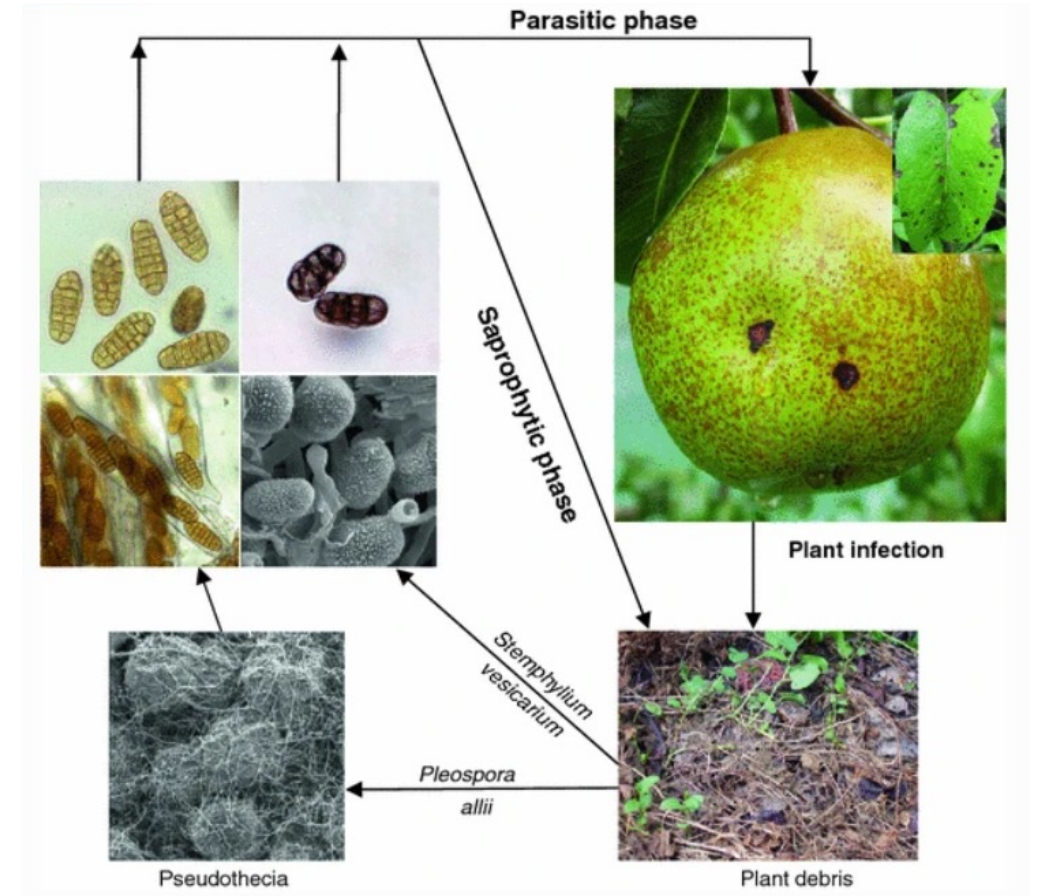 Parasitic phase
Saprophytic phase
Plant infection
Stemphylium
vesicarium
Pleospora
allii
Pseudothecia
Plant debris